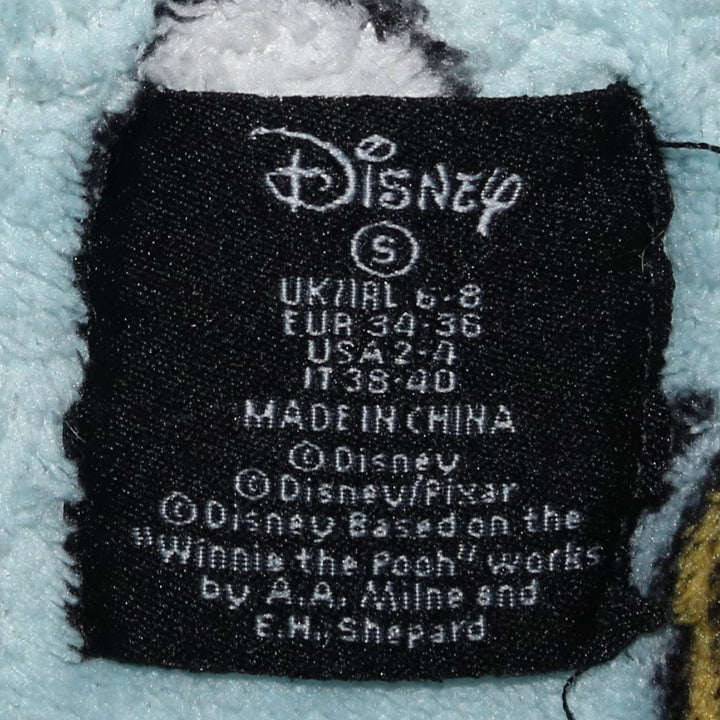 Disney
S
UK/IRL 6-8
EUR 34-36
USA 2-4
IT 38-40
MADE IN CHINA
©Disney
©Disney/Pixar
©Disney Based on the
"Winnie the Pooh" works
by A.A. Milne and
E.H. Shepard